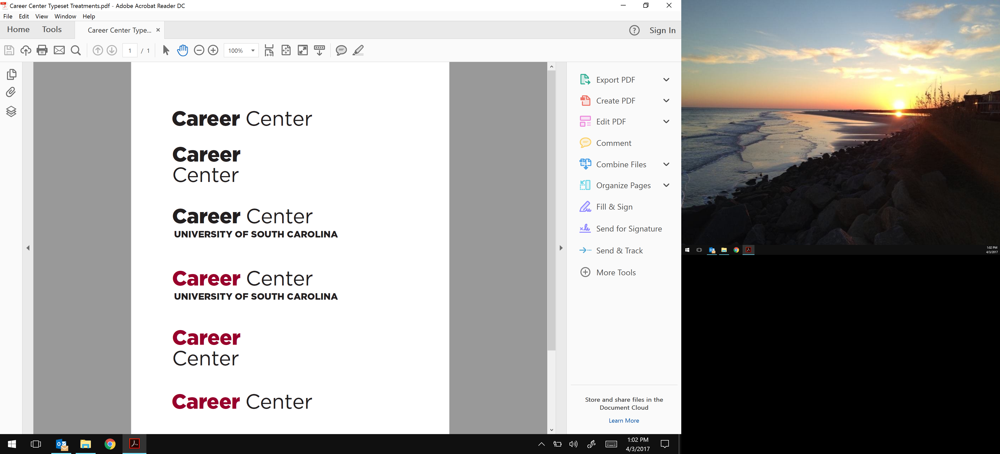 Career Center Typeset Treatments.pdf - Adobe Acrobat Reader DC
File Edit View Window Help
Home Tools Career Center Type... × ? Sign In
1 / 1 100%
Career Center
Career
Center
Career Center
UNIVERSITY OF SOUTH CAROLINA
Career Center
UNIVERSITY OF SOUTH CAROLINA
Career
Center
Career Center
Export PDF
Create PDF
Edit PDF
Comment
Combine Files
Organize Pages
Fill & Sign
Send for Signature
Send & Track
More Tools
Store and share files in the
Document Cloud
Learn More
1:02 PM
4/3/2017
1:02 PM
4/3/2017